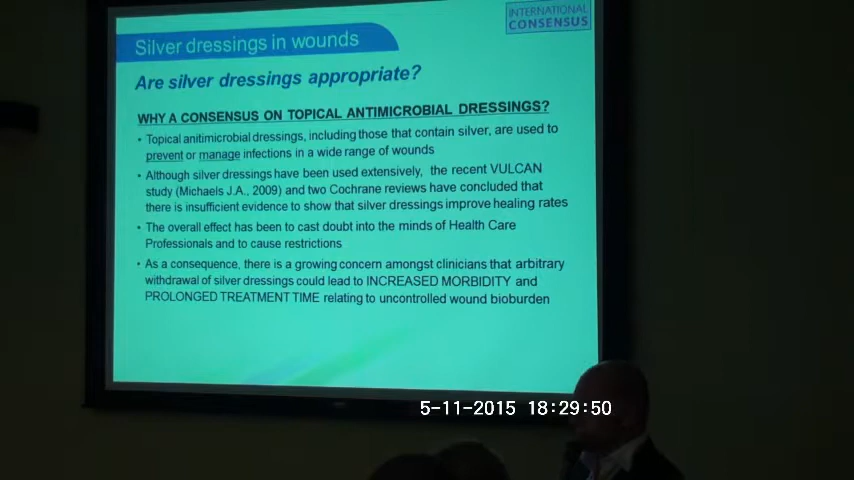 INTERNATIONAL
CONSENSUS
Silver dressings in wounds
Are silver dressings appropriate?
WHY A CONSENSUS ON TOPICAL ANTIMICROBIAL DRESSINGS?
• Topical anitimicrobial dressings, including those that contain silver, are used to
prevent or manage infections in a wide range of wounds
• Although silver dressings have been used extensively, the recent VULCAN
study (Michaels J.A., 2009) and two Cochrane reviews have concluded that
there is insufficient evidence to show that silver dressings improve healing rates
• The overall effect has been to cast doubt into the minds of Health Care
Professionals and to cause restrictions
• As a consequence, there is a growing concern amongst clinicians that arbitrary
withdrawal of silver dressings could lead to INCREASED MORBIDITY and
PROLONGED TREATMENT TIME relating to uncontrolled wound bioburden
5-11-2015 18:29:50